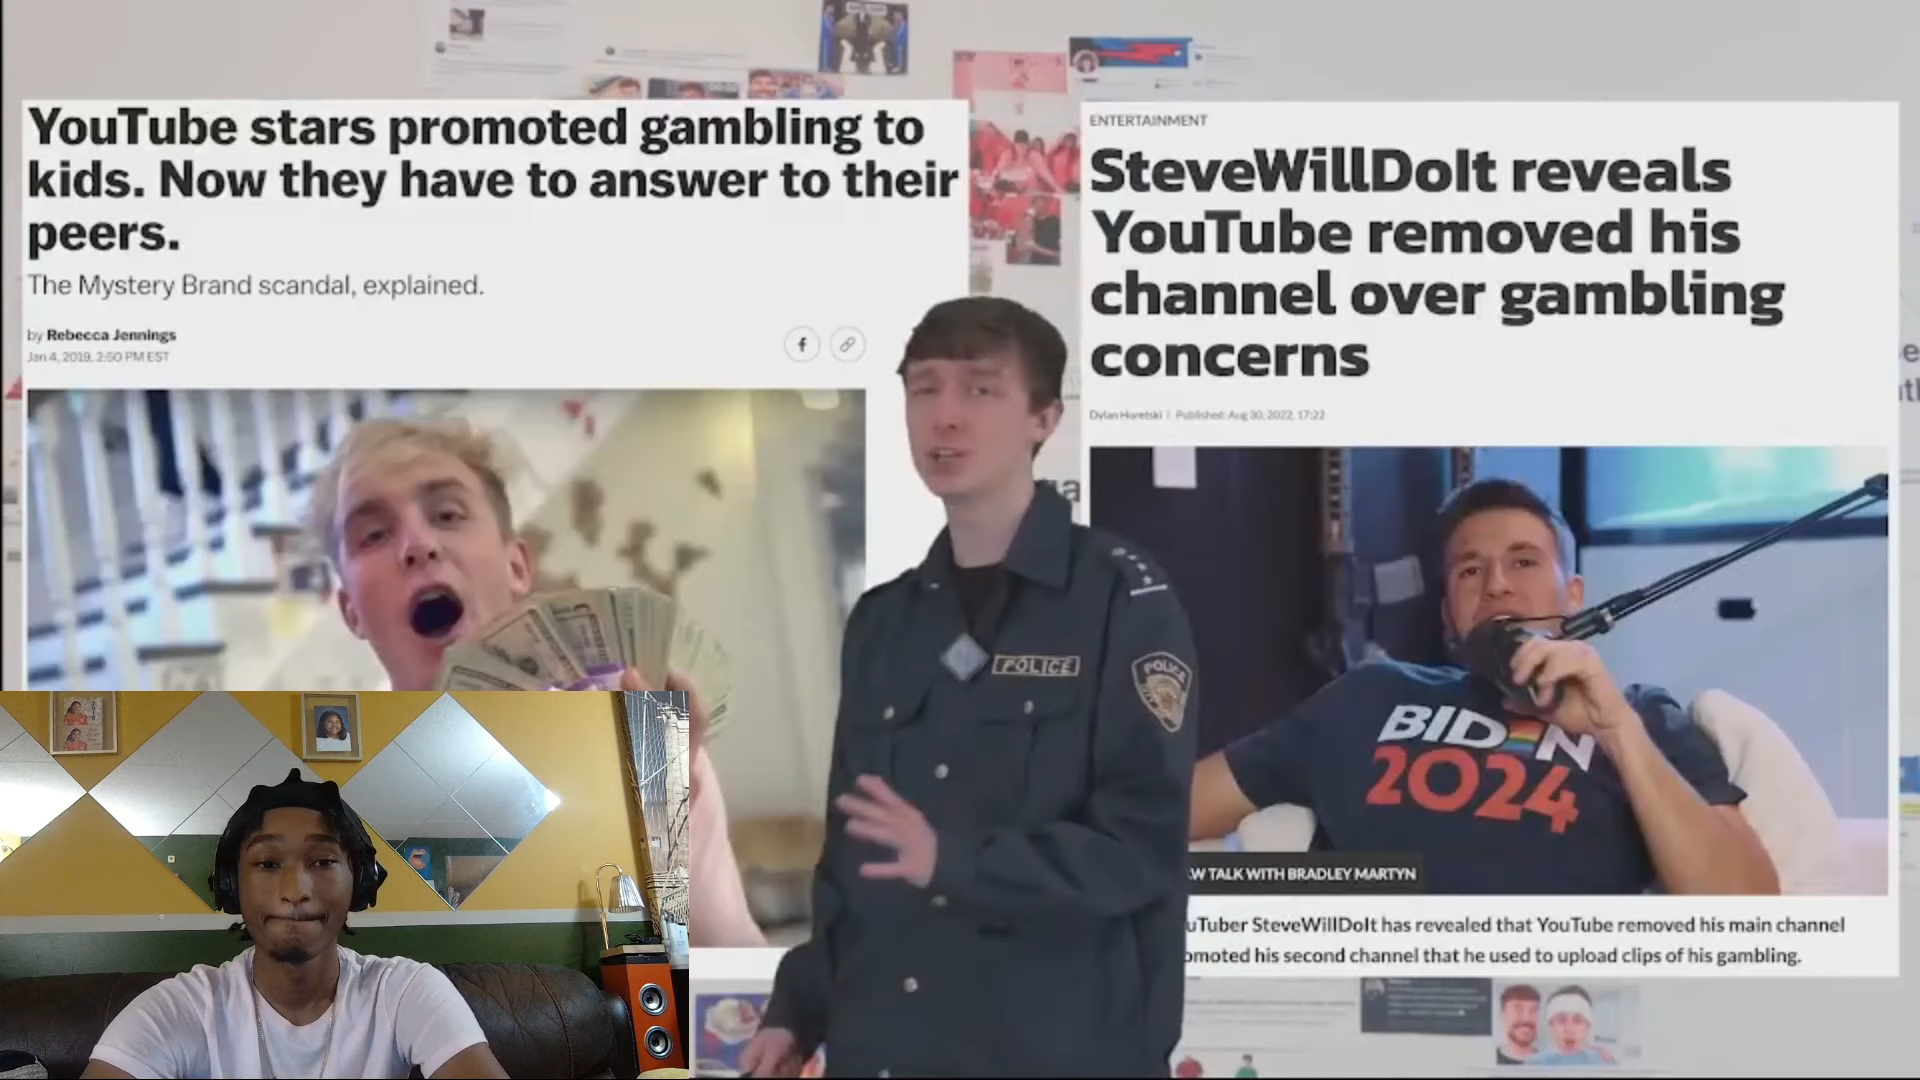 YouTube stars promoted gambling to
kids. Now they have to answer to their
peers.
The Mystery Brand scandal, explained.
by Rebecca Jennings
Jan 4, 2019, 2:50 PM EST
ENTERTAINMENT
SteveWillDoIt reveals
YouTube removed his
channel over gambling
concerns
Dylan Horetski | Published: Aug 30, 2022, 17:22
POLICE
POLICE
BIDEN
2024
W TALK WITH BRADLEY MARTYN
uTuber SteveWillDoIt has revealed that YouTube removed his main channel
omoted his second channel that he used to upload clips of his gambling.